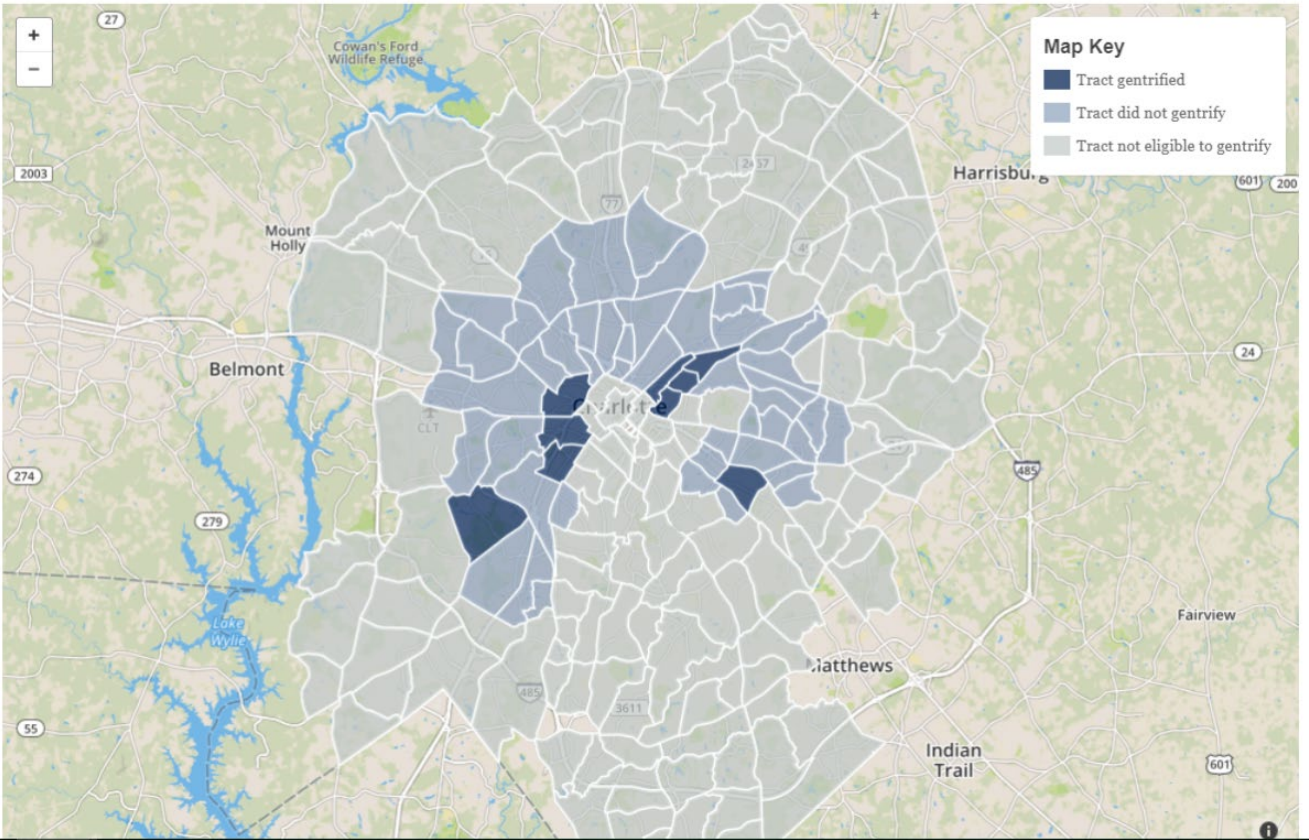 27
+
−
Cowan's Ford
Wildlife Refuge
Map Key
Tract gentrified
Tract did not gentrify
Tract not eligible to gentrify
2003
Harrisburg
601
200
77
Mount
Holly
Belmont
24
Charlotte
CLT
274
485
279
Fairview
Lake
Wylie
Matthews
485
3611
55
Indian
Trail
601